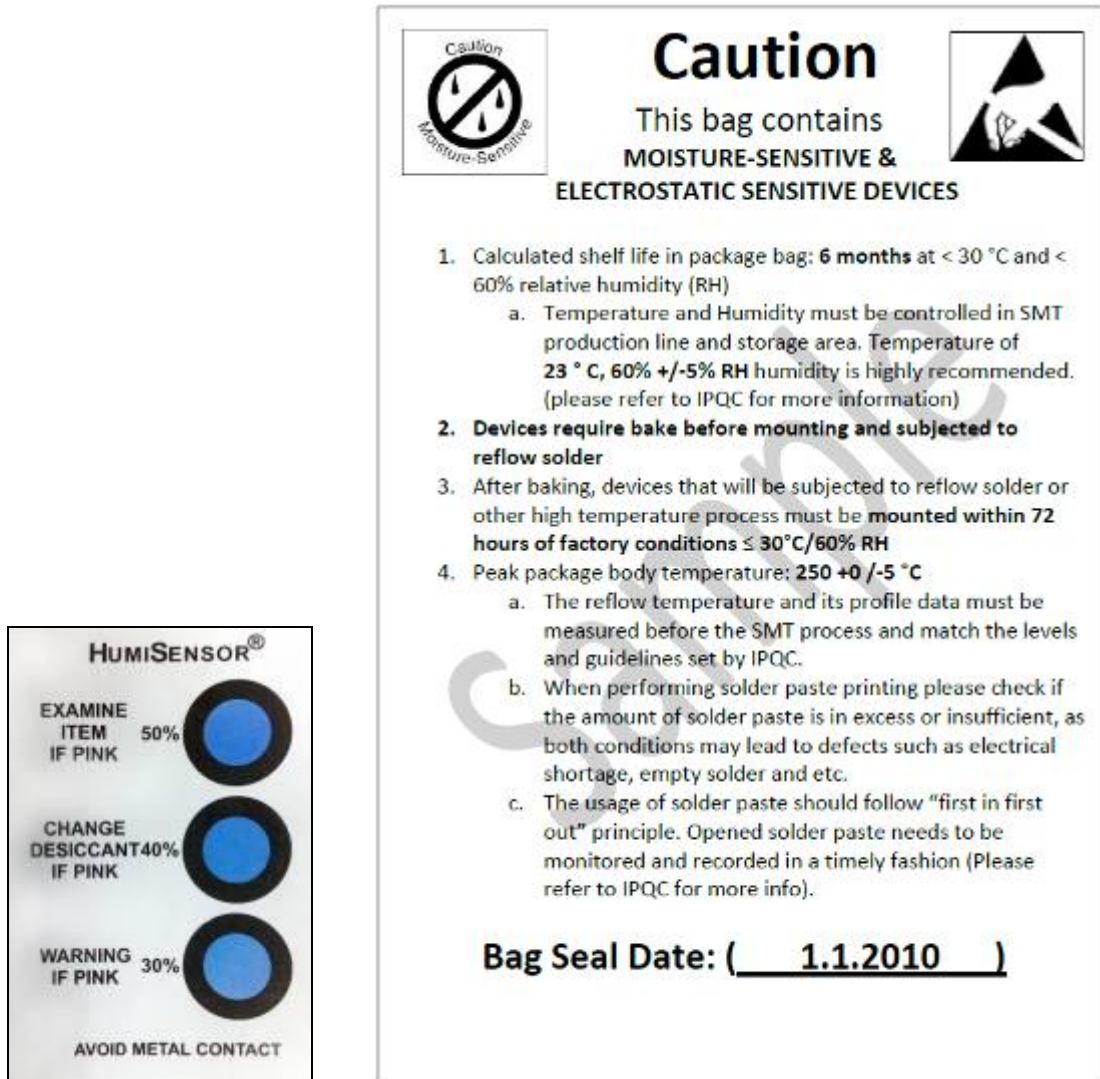 Caution
Moisture-Sensitive
Caution
This bag contains
MOISTURE-SENSITIVE &
ELECTROSTATIC SENSITIVE DEVICES
1. Calculated shelf life in package bag: 6 months at < 30 °C and <
60% relative humidity (RH)
a. Temperature and Humidity must be controlled in SMT
production line and storage area. Temperature of
23 ° C, 60% +/-5% RH humidity is highly recommended.
(please refer to IPQC for more information)
2. Devices require bake before mounting and subjected to
reflow solder
3. After baking, devices that will be subjected to reflow solder or
other high temperature process must be mounted within 72
hours of factory conditions ≤ 30°C/60% RH
4. Peak package body temperature: 250 +0 /-5 °C
a. The reflow temperature and its profile data must be
measured before the SMT process and match the levels
and guidelines set by IPQC.
b. When performing solder paste printing please check if
the amount of solder paste is in excess or insufficient, as
both conditions may lead to defects such as electrical
shortage, empty solder and etc.
c. The usage of solder paste should follow “first in first
out” principle. Opened solder paste needs to be
monitored and recorded in a timely fashion (Please
refer to IPQC for more info).
Bag Seal Date: ( 1.1.2010 )
Sample
HUMISENSOR®
EXAMINE
ITEM 50%
IF PINK
CHANGE
DESICCANT 40%
IF PINK
WARNING 30%
IF PINK
AVOID METAL CONTACT